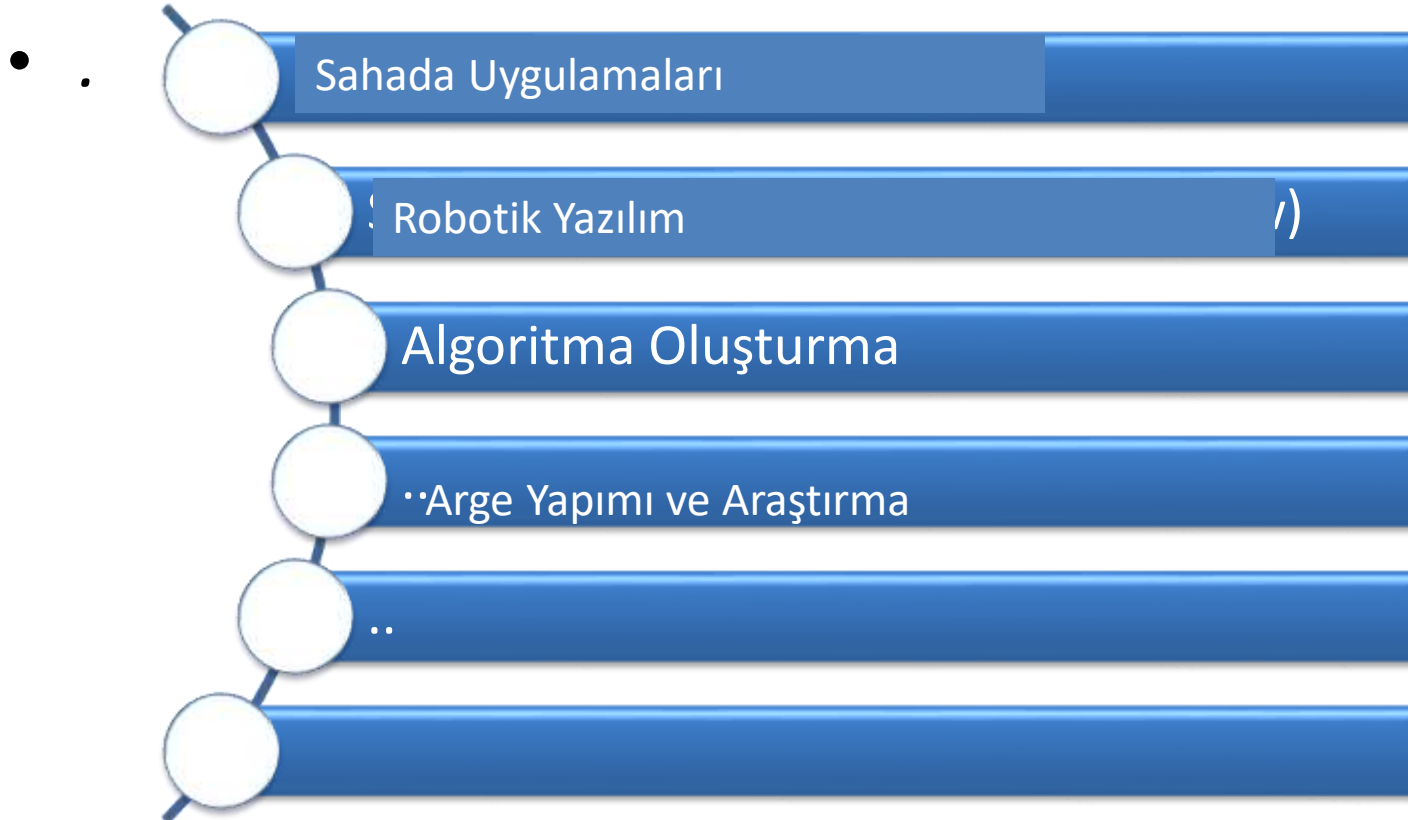 • .
Sahada Uygulamaları
Robotik Yazılım )
Algoritma Oluşturma
..Arge Yapımı ve Araştırma
..